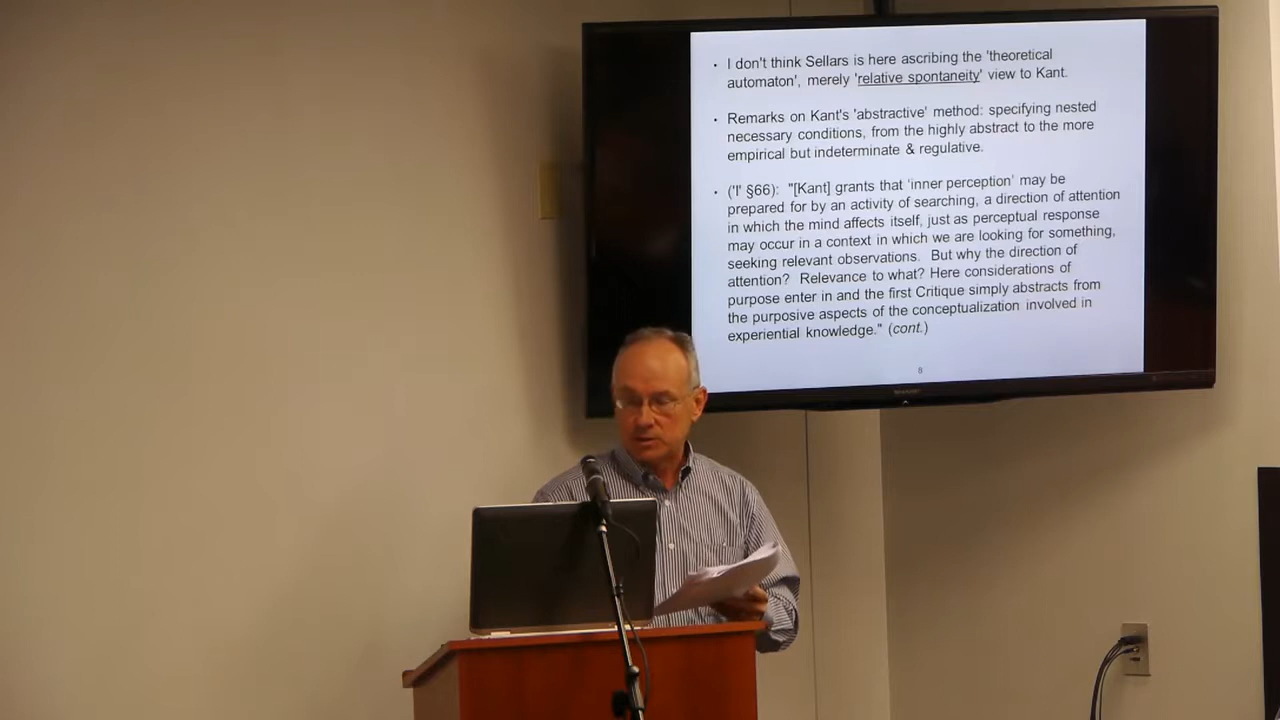 • I don't think Sellars is here ascribing the 'theoretical
automaton', merely 'relative spontaneity' view to Kant.
• Remarks on Kant's 'abstractive' method: specifying nested
necessary conditions, from the highly abstract to the more
empirical but indeterminate & regulative.
• ('I' §66): "[Kant] grants that 'inner perception' may be
prepared for by an activity of searching, a direction of attention
in which the mind affects itself, just as perceptual response
may occur in a context in which we are looking for something,
seeking relevant observations. But why the direction of
attention? Relevance to what? Here considerations of
purpose enter in and the first Critique simply abstracts from
the purposive aspects of the conceptualization involved in
experiential knowledge." (cont.)
8
SHARP